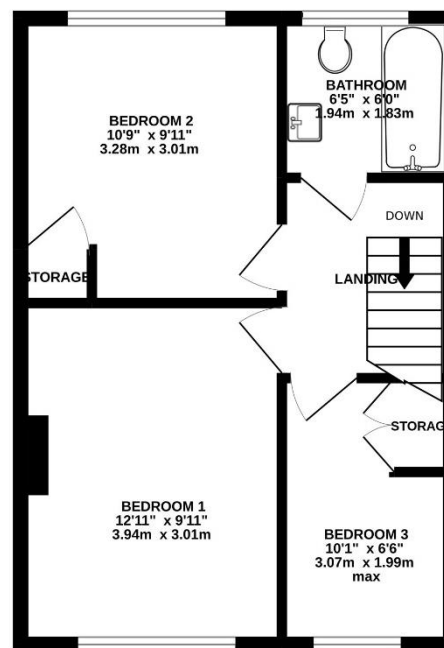 BATHROOM
6'5" x 6'0"
1.94m x 1.83m
BEDROOM 2
10'9" x 9'11"
3.28m x 3.01m
DOWN
STORAGE
LANDING
STORAG
BEDROOM 1
12'11" x 9'11"
3.94m x 3.01m
BEDROOM 3
10'1" x 6'6"
3.07m x 1.99m
max